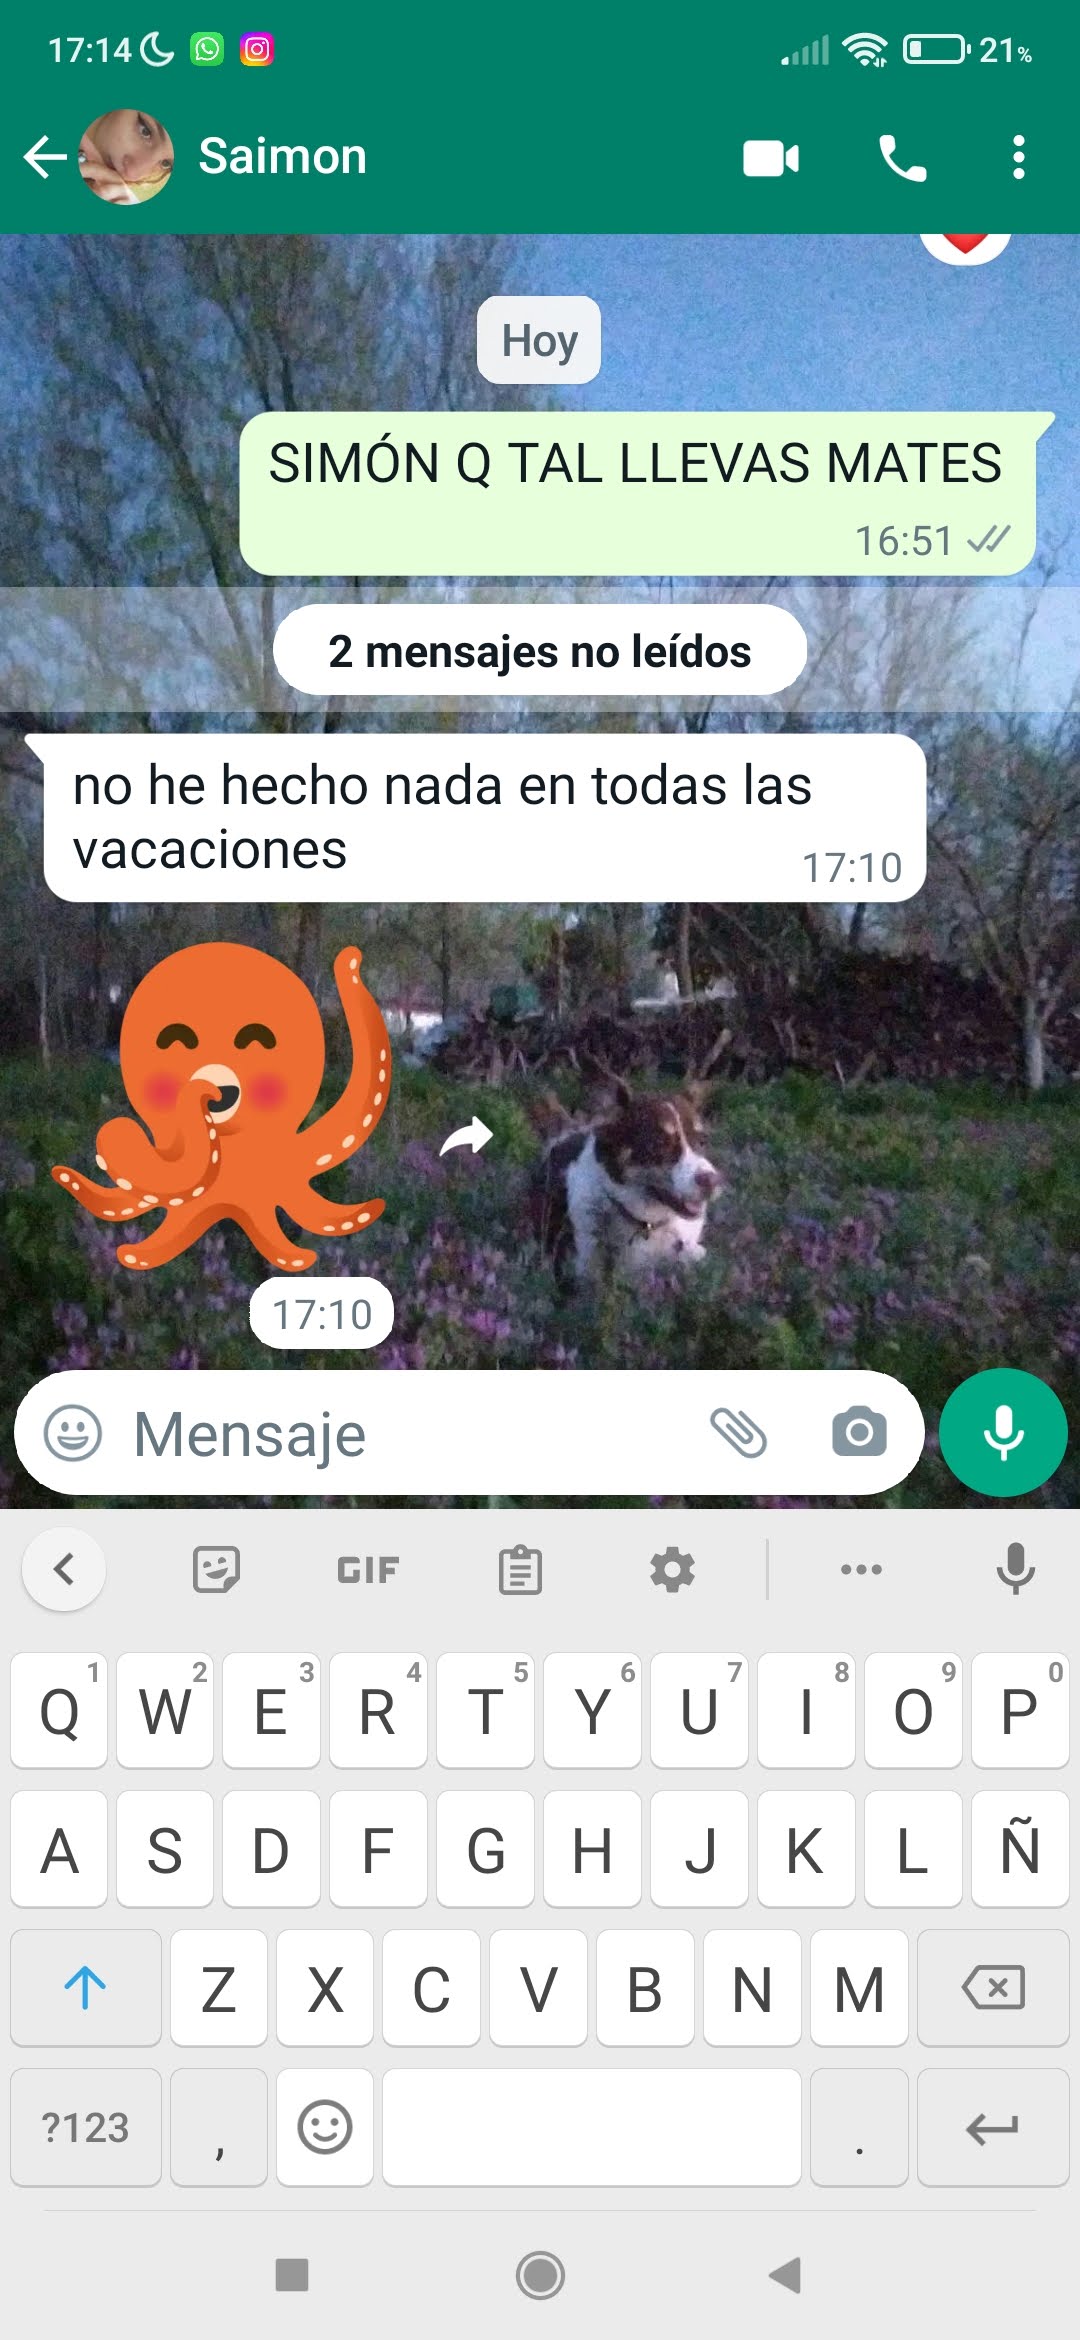 17:14
21%
Saimon
Hoy
SIMÓN Q TAL LLEVAS MATES
16:51
2 mensajes no leídos
no he hecho nada en todas las
vacaciones
17:10
17:10
Mensaje
GIF
1 2 3 4 5 6 7 8 9 0
Q W E R T Y U I O P
A S D F G H J K L Ñ
Z X C V B N M
?123 , .